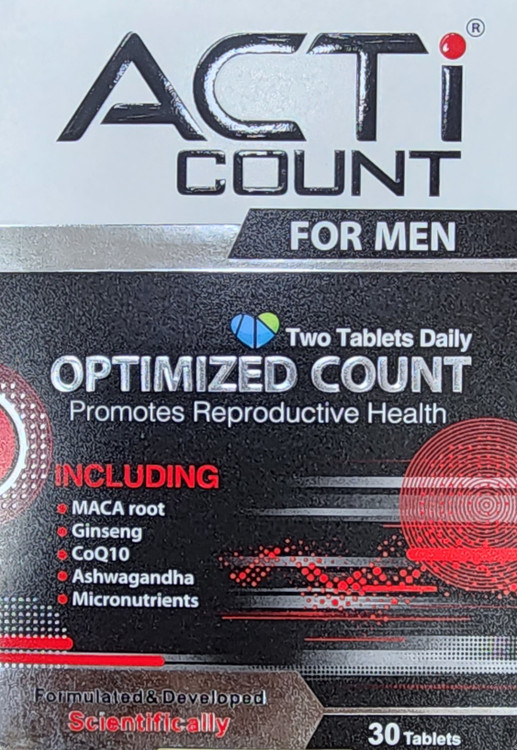 ACTi®
COUNT
FOR MEN
Two Tablets Daily
OPTIMIZED COUNT
Promotes Reproductive Health
INCLUDING
MACA root
Ginseng
CoQ10
Ashwagandha
Micronutrients
Formulated & Developed
Scientifically
30 Tablets